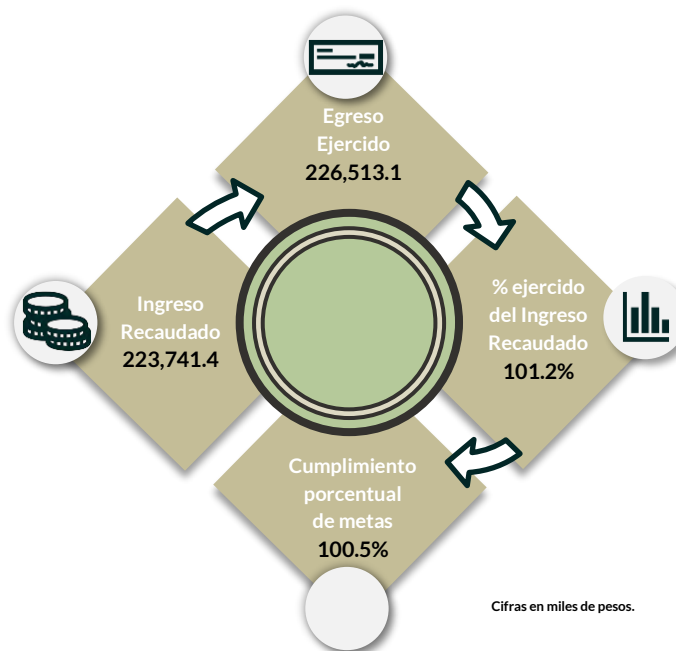 Egreso
Ejercido
226,513.1
Ingreso
Recaudado
223,741.4
% ejercido
del Ingreso
Recaudado
101.2%
Cumplimiento
porcentual
de metas
100.5%
Cifras en miles de pesos.